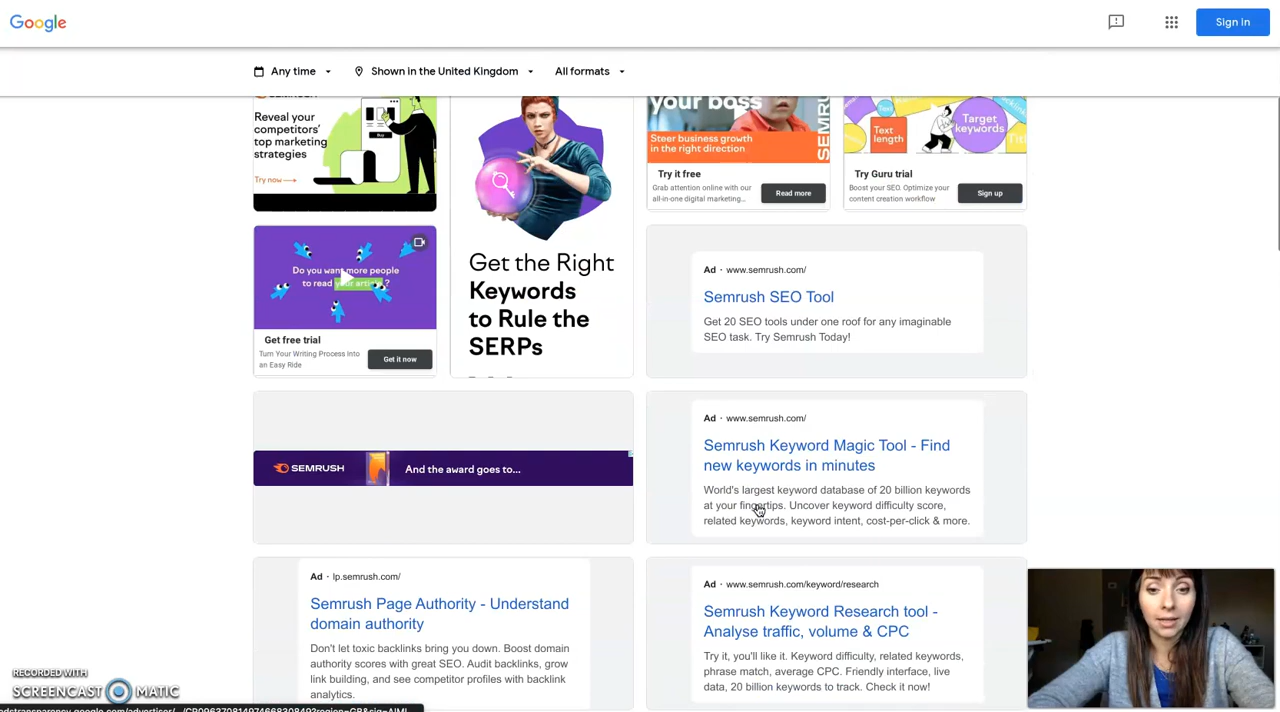 Google
Sign in
Any time
Shown in the United Kingdom
All formats
SEMRUSH
Reveal your
competitors'
top marketing
strategies
Buy
Try now
Get the Right
Keywords
to Rule the
SERPs
your boss
Steer business growth
in the right direction
SEMRUSH
Try it free
Grab attention online with our
all-in-one digital marketing...
Read more
Text
length
Target
keywords
Try Guru trial
Boost your SEO. Optimize your
content creation workflow
Sign up
Do you want more people
to read your article?
Get free trial
Turn Your Writing Process into
an Easy Ride
Get it now
Ad · www.semrush.com/
Semrush SEO Tool
Get 20 SEO tools under one roof for any imaginable
SEO task. Try Semrush Today!
SEMRUSH
And the award goes to...
Ad · www.semrush.com/
Semrush Keyword Magic Tool - Find
new keywords in minutes
World's largest keyword database of 20 billion keywords
at your fingertips. Uncover keyword difficulty score,
related keywords, keyword intent, cost-per-click & more.
Ad · lp.semrush.com/
Semrush Page Authority - Understand
domain authority
Don't let toxic backlinks bring you down. Boost domain
authority scores with great SEO. Audit backlinks, grow
link building, and see competitor profiles with backlink
analytics.
Ad · www.semrush.com/keyword/research
Semrush Keyword Research tool -
Analyse traffic, volume & CPC
Try it, you'll like it. Keyword difficulty, related keywords,
phrase match, average CPC. Friendly interface, live
data, 20 billion keywords to track. Check it now!
RECORDED WITH
SCREENCAST MATIC